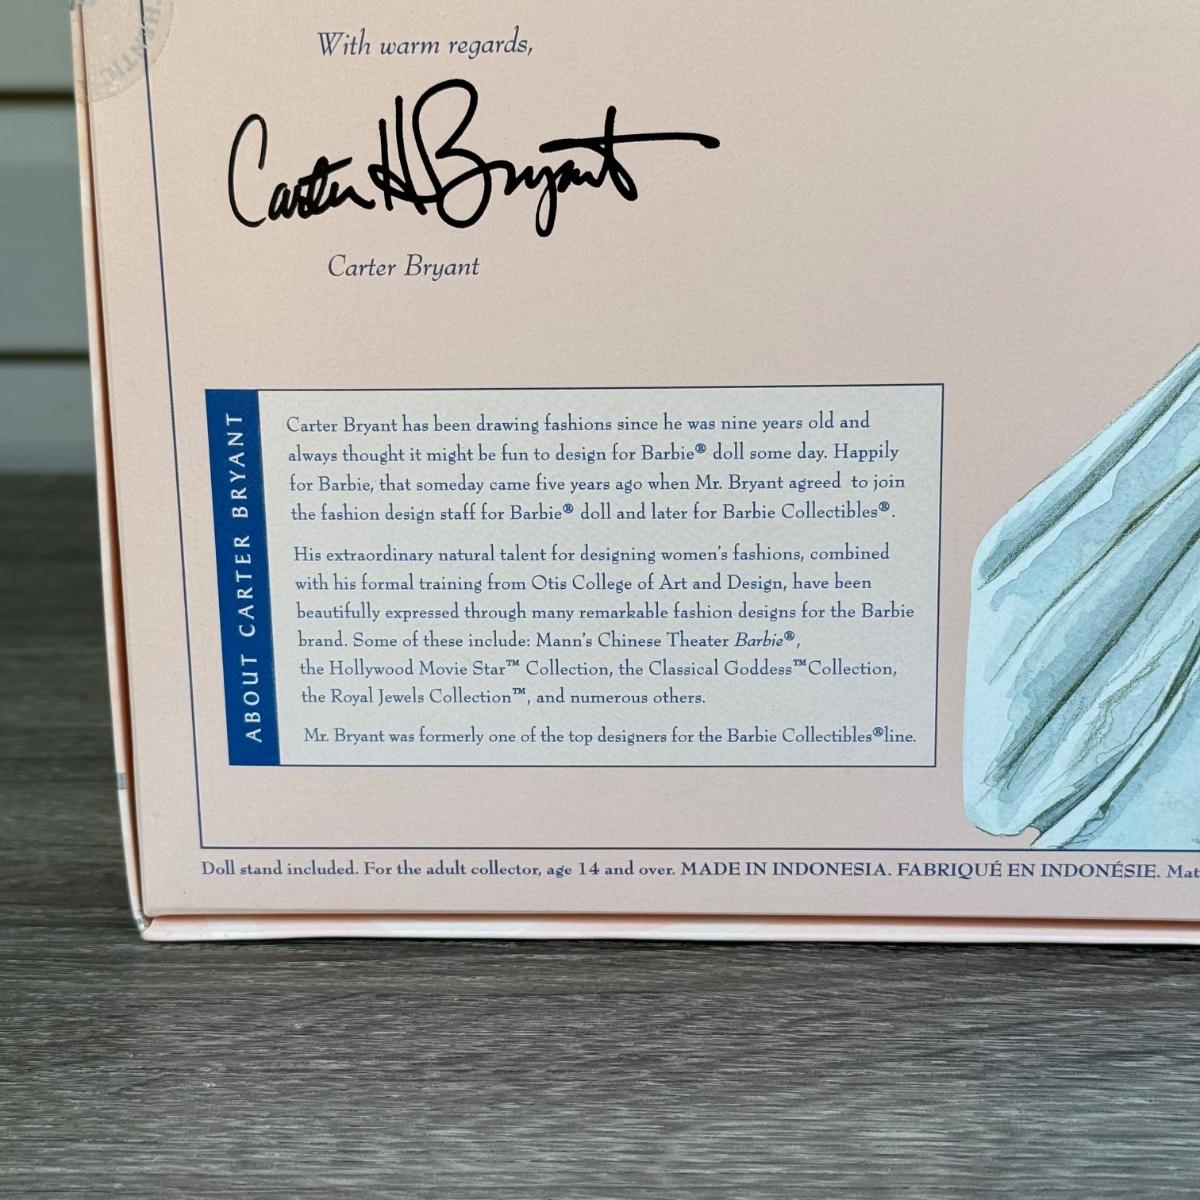 With warm regards,
Carter H Bryant
Carter Bryant
ABOUT CARTER BRYANT
Carter Bryant has been drawing fashions since he was nine years old and
always thought it might be fun to design for Barbie® doll some day. Happily
for Barbie, that someday came five years ago when Mr. Bryant agreed to join
the fashion design staff for Barbie® doll and later for Barbie Collectibles®.
His extraordinary natural talent for designing women's fashions, combined
with his formal training from Otis College of Art and Design, have been
beautifully expressed through many remarkable fashion designs for the Barbie
brand. Some of these include: Mann's Chinese Theater Barbie®,
the Hollywood Movie Star™ Collection, the Classical Goddess™Collection,
the Royal Jewels Collection™, and numerous others.
Mr. Bryant was formerly one of the top designers for the Barbie Collectibles®line.
Doll stand included. For the adult collector, age 14 and over. MADE IN INDONESIA. FABRIQUÉ EN INDONÉSIE. Mat